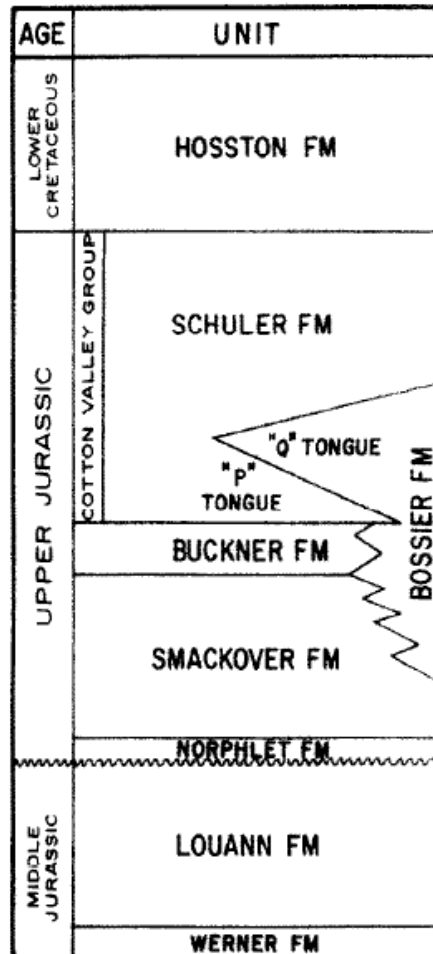 AGE
UNIT
LOWER
CRETACEOUS
HOSSTON FM
UPPER JURASSIC
COTTON VALLEY GROUP
SCHULER FM
"Q" TONGUE
"P"
TONGUE
BOSSIER FM
BUCKNER FM
SMACKOVER FM
NORPHLET FM
MIDDLE
JURASSIC
LOUANN FM
WERNER FM